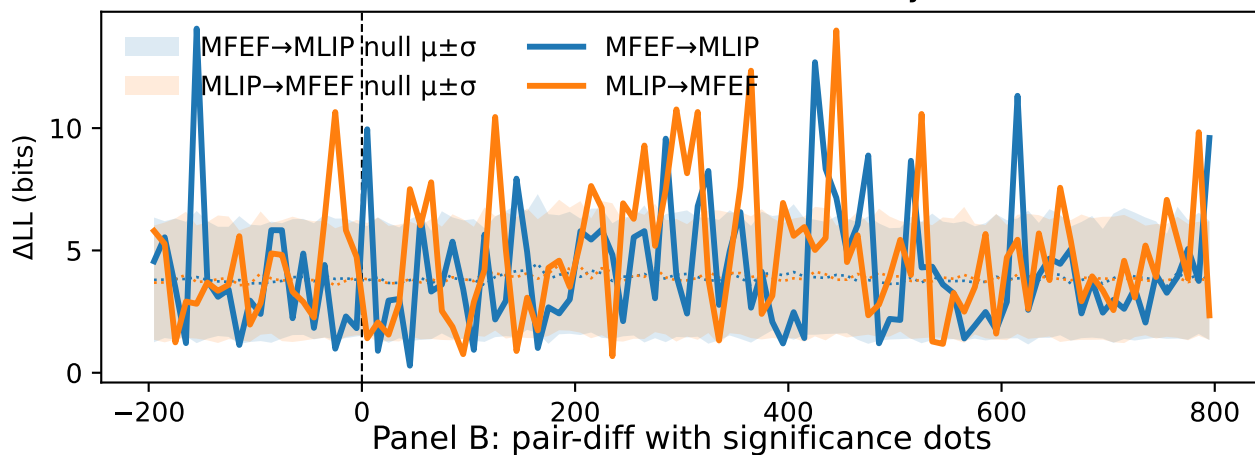 MFEF→MLIP null μ±σ
MLIP→MFEF null μ±σ
MFEF→MLIP
MLIP→MFEF
ΔLL (bits)
10
5
0
−200 0 200 400 600 800
Panel B: pair-diff with significance dots